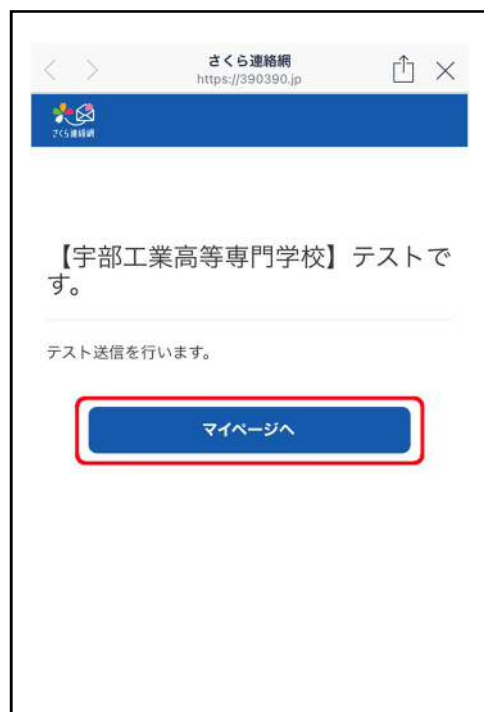 さくら連絡網
https://390390.jp
さくら連絡網
【宇部工業高等専門学校】テストで
す。
テスト送信を行います。
マイページへ